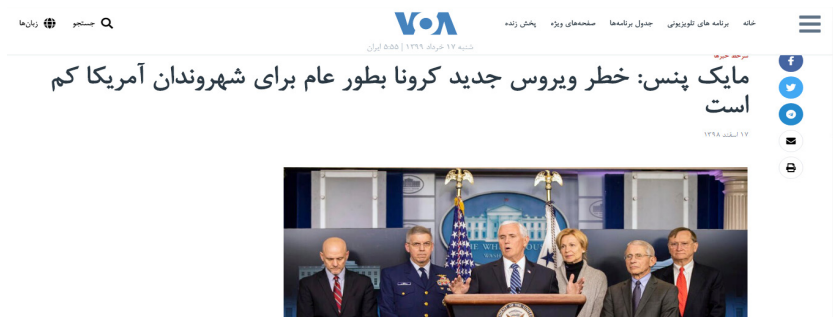 خانه برنامه های تلویزیونی جدول برنامه‌ها صفحه‌های ویژه پخش زنده
VOA
جستجو
زبان‌ها
شنبه ۱۷ خرداد ۱۳۹۹ | 5:55 ایران
سرخط خبرها
مایک پنس: خطر ویروس جدید کرونا بطور عام برای شهروندان آمریکا کم
است
۱۷ اسفند ۱۳۹۸